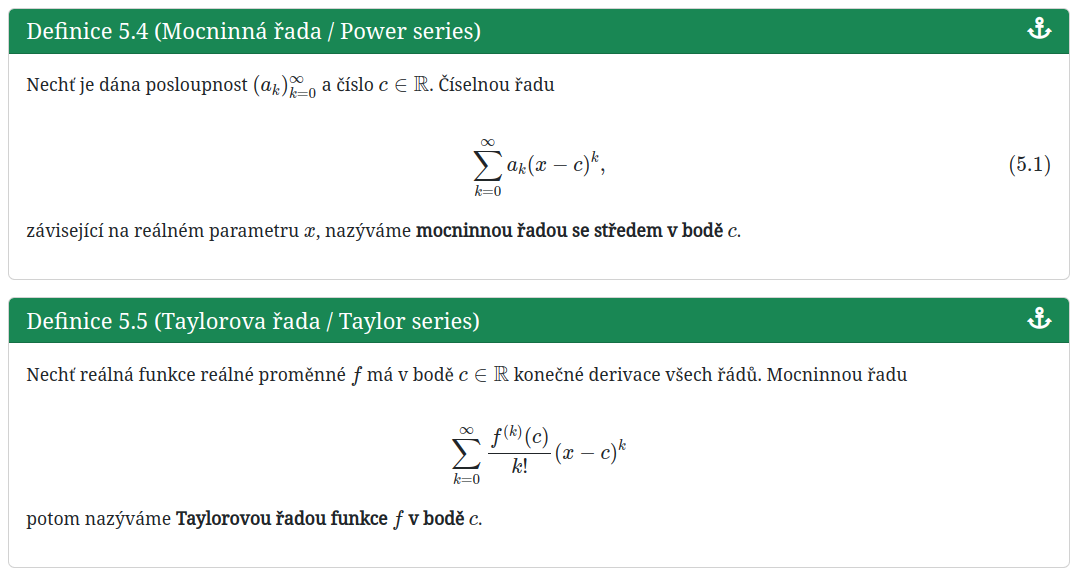 Definice 5.4 (Mocninná řada / Power series)
Nechť je dána posloupnost $(a_k)_{k=0}^{\infty}$ a číslo $c \in \mathbb{R}$. Číselnou řadu
$\sum_{k=0}^{\infty} a_k(x-c)^k,$ (5.1)
závisející na reálném parametru $x$, nazýváme mocninnou řadou se středem v bodě $c$.
Definice 5.5 (Taylorova řada / Taylor series)
Nechť reálná funkce reálné proměnné $f$ má v bodě $c \in \mathbb{R}$ konečné derivace všech řádů. Mocninnou řadu
$\sum_{k=0}^{\infty} \frac{f^{(k)}(c)}{k!}(x-c)^k$
potom nazýváme Taylorovou řadou funkce $f$ v bodě $c$.